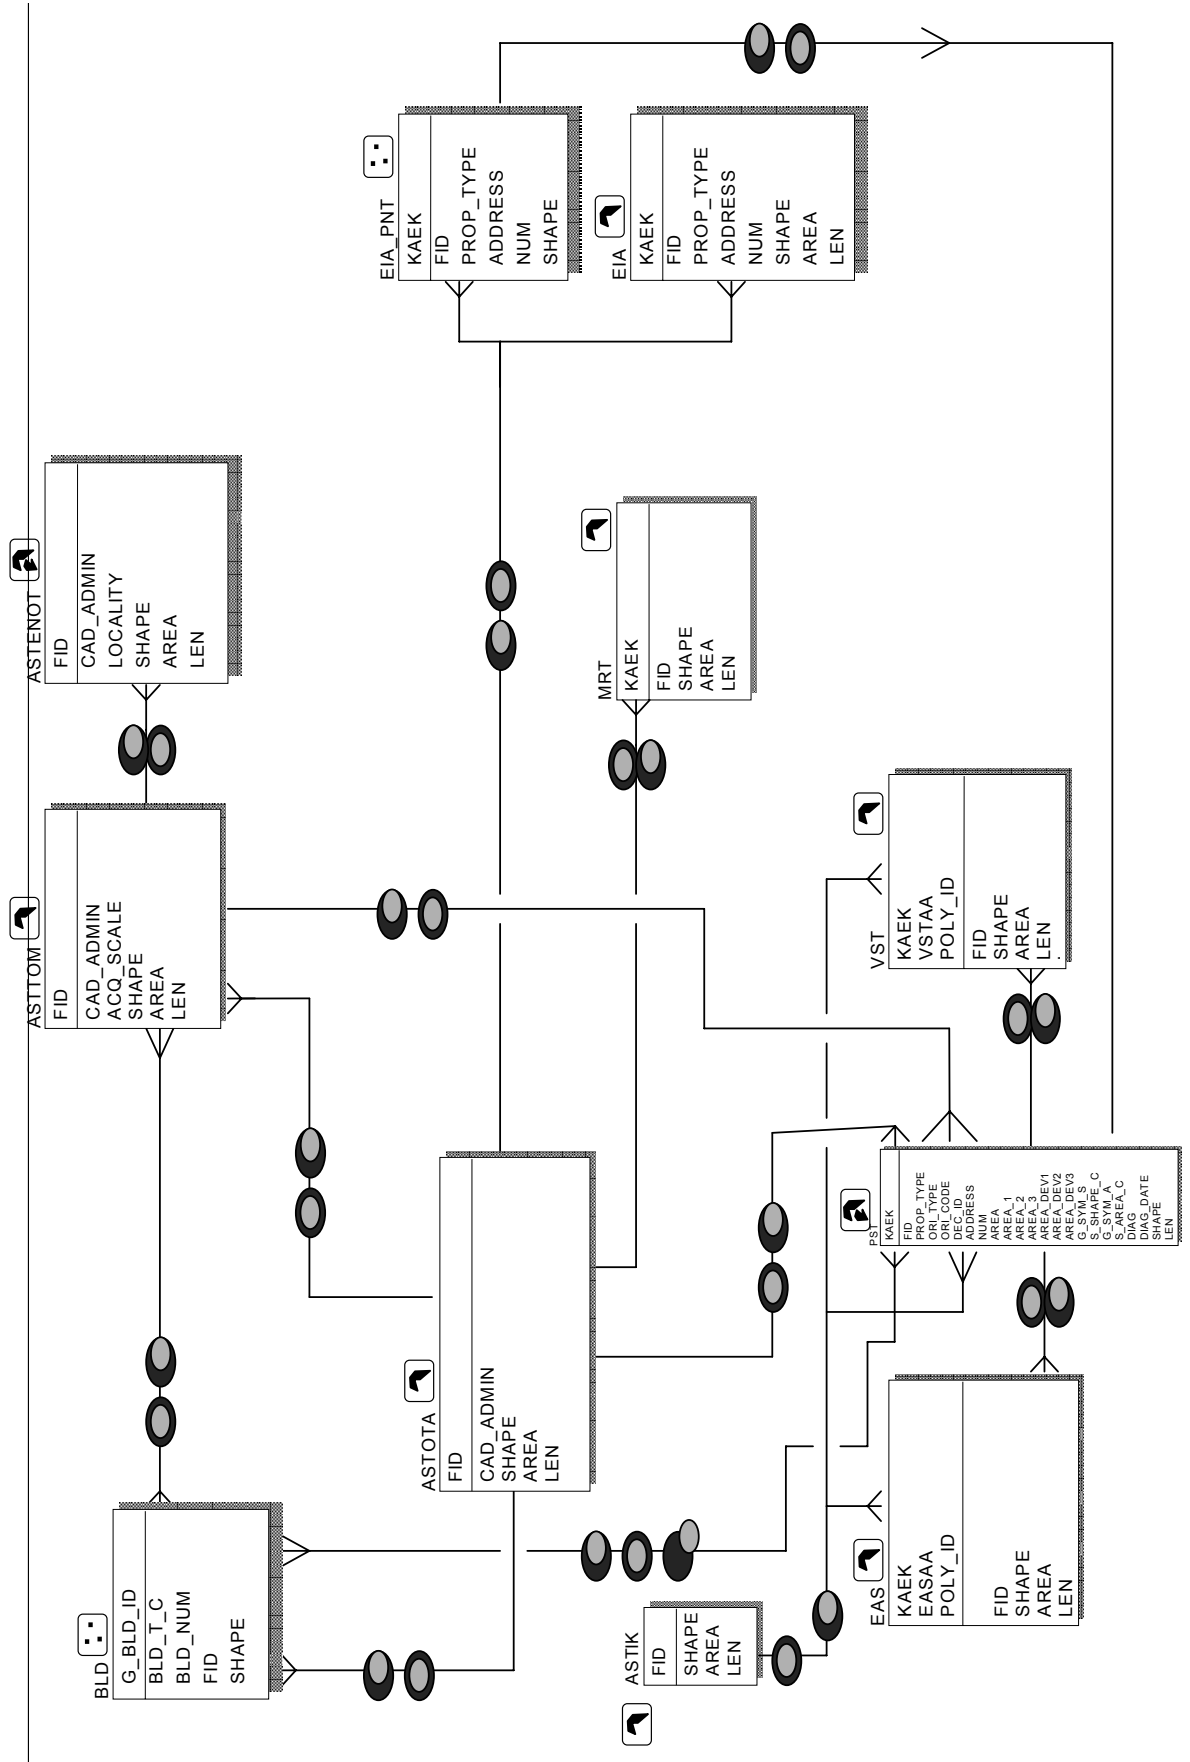 BLD
G_BLD_ID
BLD_T_C
BLD_NUM
FID
SHAPE
ASTTOM
FID
CAD_ADMIN
ACQ_SCALE
SHAPE
AREA
LEN
ASTENOT
FID
CAD_ADMIN
LOCALITY
SHAPE
AREA
LEN
ASTOTA
FID
CAD_ADMIN
SHAPE
AREA
LEN
EIA_PNT
KAEK
FID
PROP_TYPE
ADDRESS
NUM
SHAPE
MRT
KAEK
FID
SHAPE
AREA
LEN
EIA
KAEK
FID
PROP_TYPE
ADDRESS
NUM
SHAPE
AREA
LEN
ASTIK
FID
SHAPE
AREA
LEN
EAS
KAEK
EASAA
POLY_ID
FID
SHAPE
AREA
LEN
PST
KAEK
FID
PROP_TYPE
ORI_TYPE
ORI_CODE
DEC_ID
ADDRESS
NUM
AREA
AREA_1
AREA_2
AREA_3
AREA_DEV1
AREA_DEV2
AREA_DEV3
G_SYM_S
S_SHAPE_C
G_SYM_A
S_AREA_C
DIAG
DIAG_DATE
SHAPE
LEN
VST
KAEK
VSTAA
POLY_ID
FID
SHAPE
AREA
LEN
.